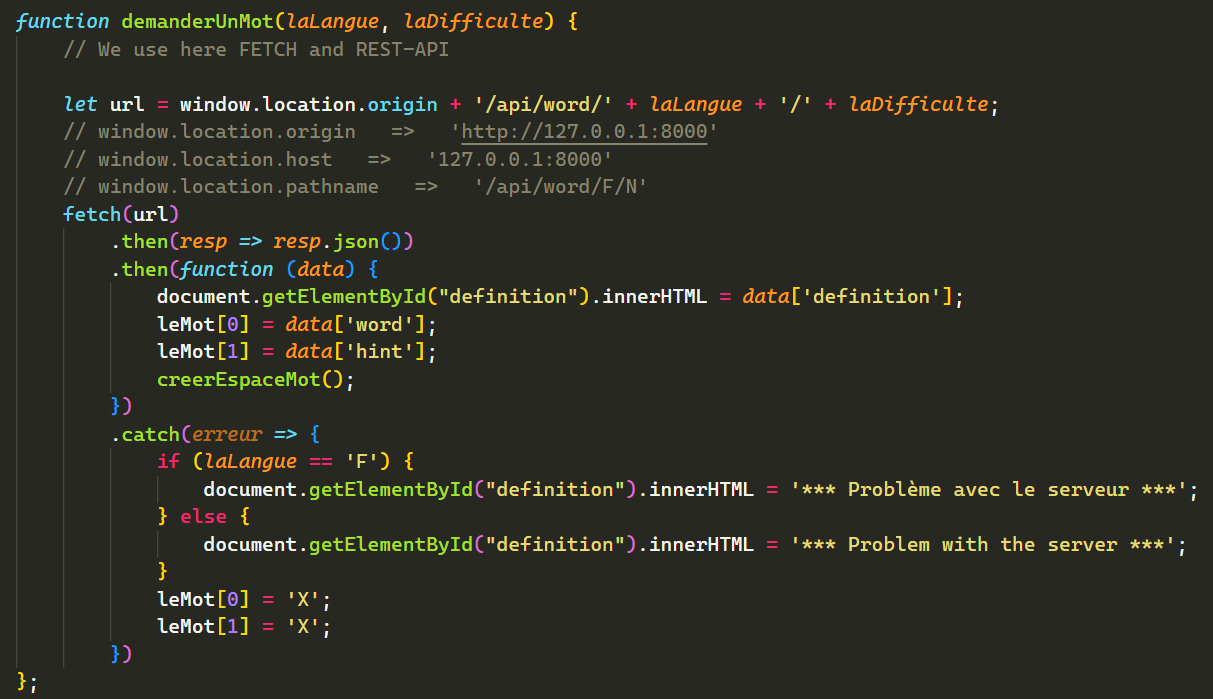 function demanderUnMot(laLangue, laDifficulte) {
    // We use here FETCH and REST-API

    let url = window.location.origin + '/api/word/' + laLangue + '/' + laDifficulte;
    // window.location.origin   =>   'http://127.0.0.1:8000'
    // window.location.host   =>   '127.0.0.1:8000'
    // window.location.pathname   =>   '/api/word/F/N'
    fetch(url)
        .then(resp => resp.json())
        .then(function (data) {
            document.getElementById("definition").innerHTML = data['definition'];
            leMot[0] = data['word'];
            leMot[1] = data['hint'];
            creerEspaceMot();
        })
        .catch(erreur => {
            if (laLangue == 'F') {
                document.getElementById("definition").innerHTML = '*** Problème avec le serveur ***';
            } else {
                document.getElementById("definition").innerHTML = '*** Problem with the server ***';
            }
            leMot[0] = 'X';
            leMot[1] = 'X';
        })
};